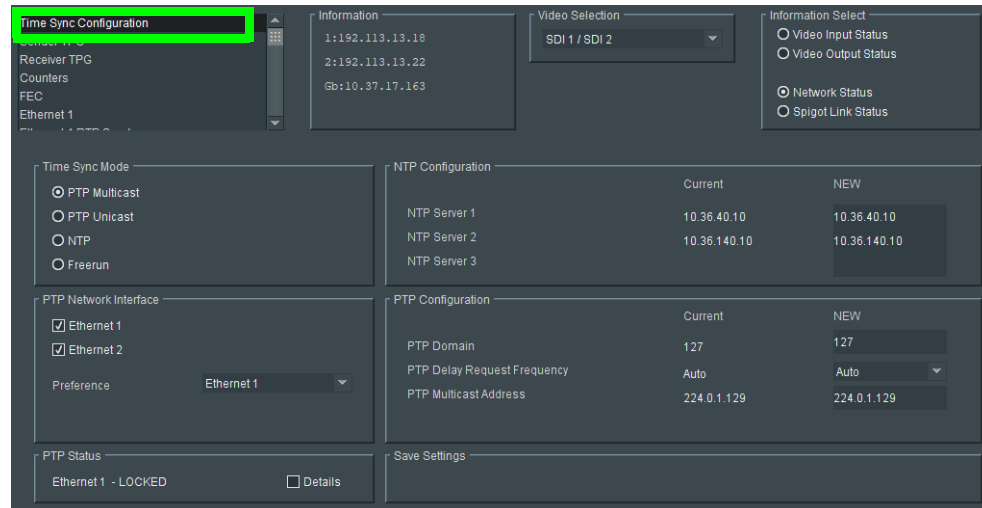 Time Sync Configuration
Receiver TPG
Counters
FEC
Ethernet 1
Information
1:192.113.13.18
2:192.113.13.22
Gb:10.37.17.163
Video Selection
SDI 1 / SDI 2
Information Select
Video Input Status
Video Output Status
Network Status
Spigot Link Status
Time Sync Mode
PTP Multicast
PTP Unicast
NTP
Freerun
NTP Configuration
Current NEW
NTP Server 1 10.36.40.10 10.36.40.10
NTP Server 2 10.36.140.10 10.36.140.10
NTP Server 3
PTP Network Interface
Ethernet 1
Ethernet 2
Preference Ethernet 1
PTP Configuration
Current NEW
PTP Domain 127 127
PTP Delay Request Frequency Auto Auto
PTP Multicast Address 224.0.1.129 224.0.1.129
PTP Status
Ethernet 1 - LOCKED Details
Save Settings